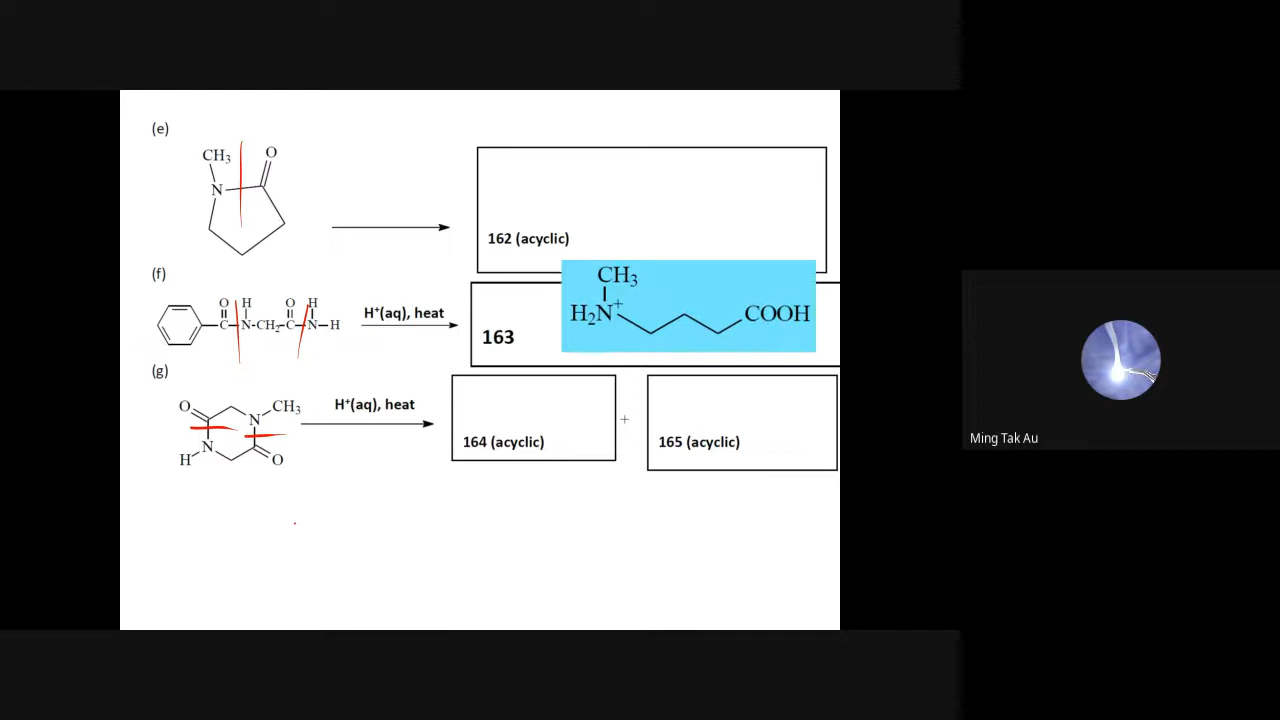 (e)
CH₃
O
N
162 (acyclic)
(f)
O H O H
C N CH₂ C N H
H⁺(aq), heat
163
CH₃
H₂N⁺ COOH
(g)
O N CH₃
H N O
H⁺(aq), heat
164 (acyclic)
+
165 (acyclic)
Ming Tak Au